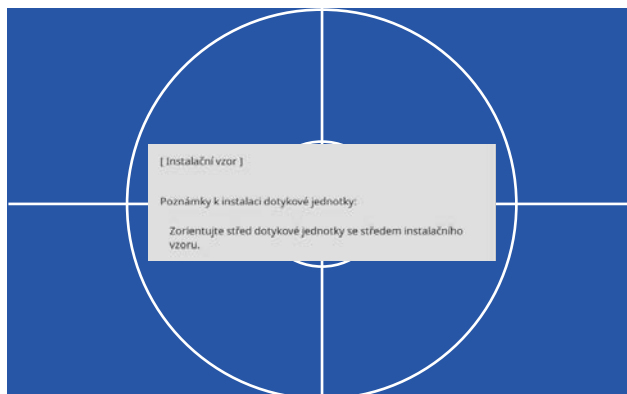 [ Instalační vzor ]
Poznámky k instalaci dotykové jednotky:
Zorientujte střed dotykové jednotky se středem instalačního
vzoru.